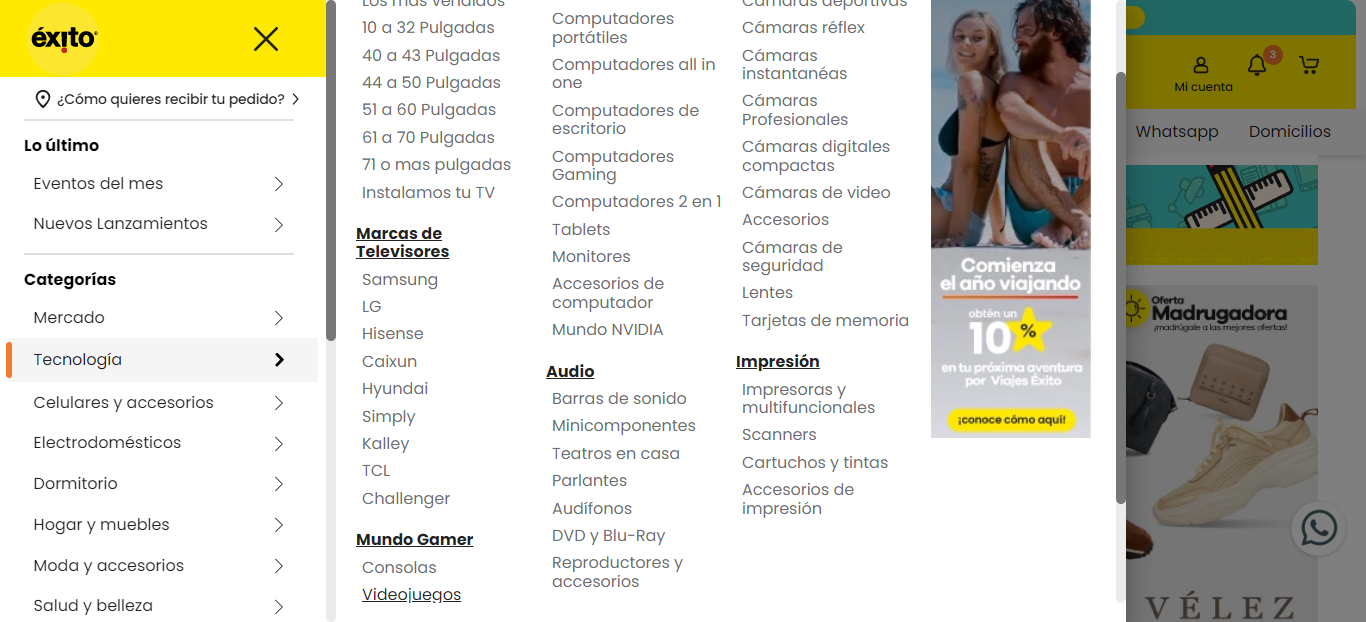 éxito
¿Cómo quieres recibir tu pedido?
Lo último
Eventos del mes
Nuevos Lanzamientos
Categorías
Mercado
Tecnología
Celulares y accesorios
Electrodomésticos
Dormitorio
Hogar y muebles
Moda y accesorios
Salud y belleza
Los más vendidos
10 a 32 Pulgadas
40 a 43 Pulgadas
44 a 50 Pulgadas
51 a 60 Pulgadas
61 a 70 Pulgadas
71 o mas pulgadas
Instalamos tu TV
Marcas de
Televisores
Samsung
LG
Hisense
Caixun
Hyundai
Simply
Kalley
TCL
Challenger
Mundo Gamer
Consolas
Videojuegos
Computadores
portátiles
Computadores all in
one
Computadores de
escritorio
Computadores
Gaming
Computadores 2 en 1
Tablets
Monitores
Accesorios de
computador
Mundo NVIDIA
Audio
Barras de sonido
Minicomponentes
Teatros en casa
Parlantes
Audífonos
DVD y Blu-Ray
Reproductores y
accesorios
Cámaras deportivas
Cámaras réflex
Cámaras
instantanéas
Cámaras
Profesionales
Cámaras digitales
compactas
Cámaras de video
Accesorios
Cámaras de
seguridad
Lentes
Tarjetas de memoria
Impresión
Impresoras y
multifuncionales
Scanners
Cartuchos y tintas
Accesorios de
impresión
Comienza
el año viajando
obtén un
10%
en tu próxima aventura
por Viajes Éxito
¡conoce cómo aquí!
3
Mi cuenta
Whatsapp
Domicilios
Oferta
Madrugadora
¡madrúgale a las mejores ofertas!
VÉLEZ